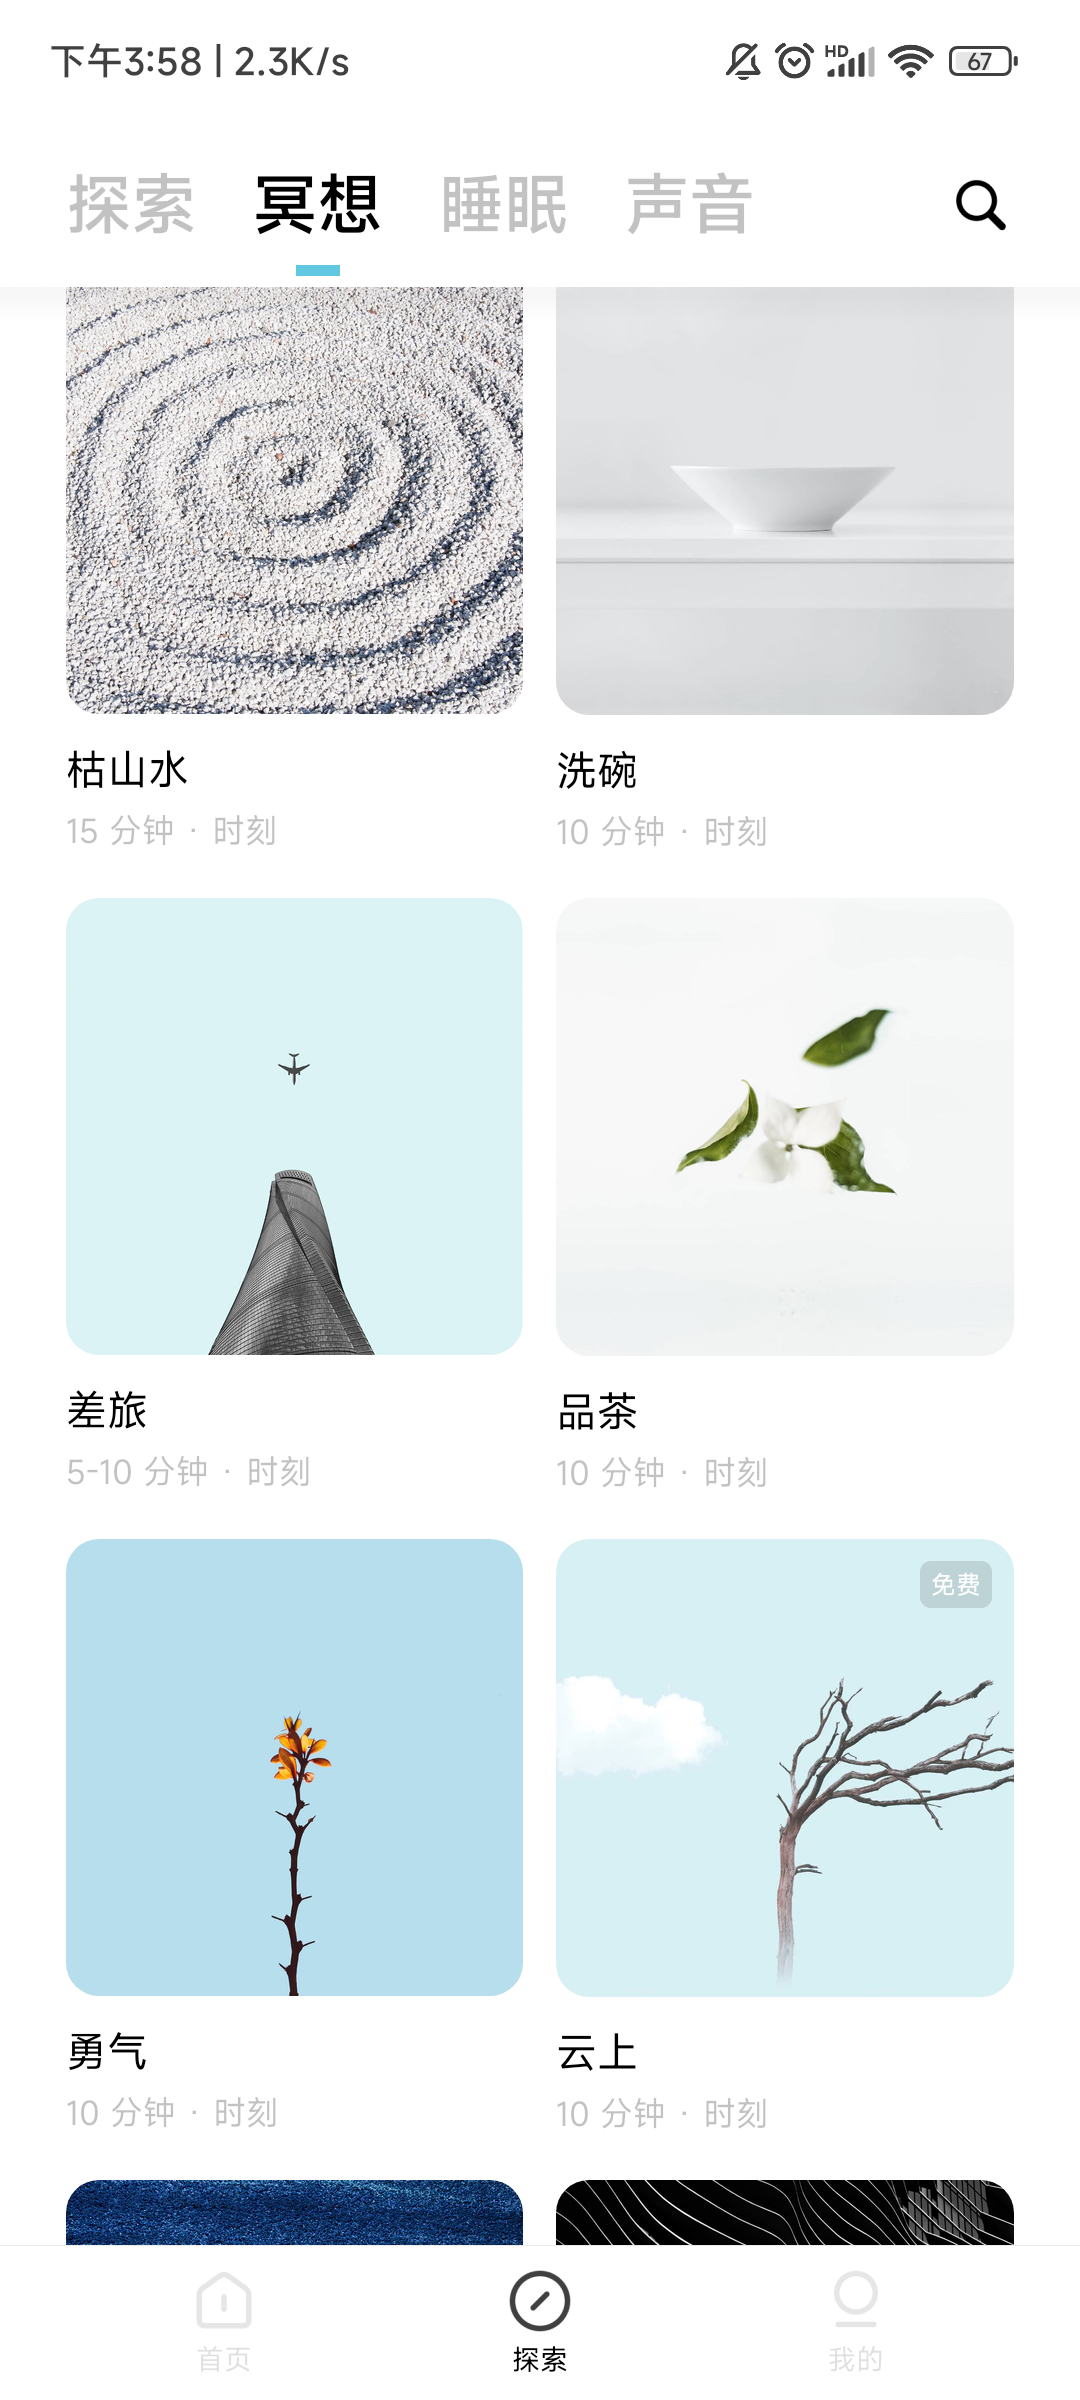 下午3:58 | 2.3K/s
HD
67
探索 冥想 睡眠 声音
枯山水
15 分钟 · 时刻
洗碗
10 分钟 · 时刻
差旅
5-10 分钟 · 时刻
品茶
10 分钟 · 时刻
免费
勇气
10 分钟 · 时刻
云上
10 分钟 · 时刻
首页 探索 我的